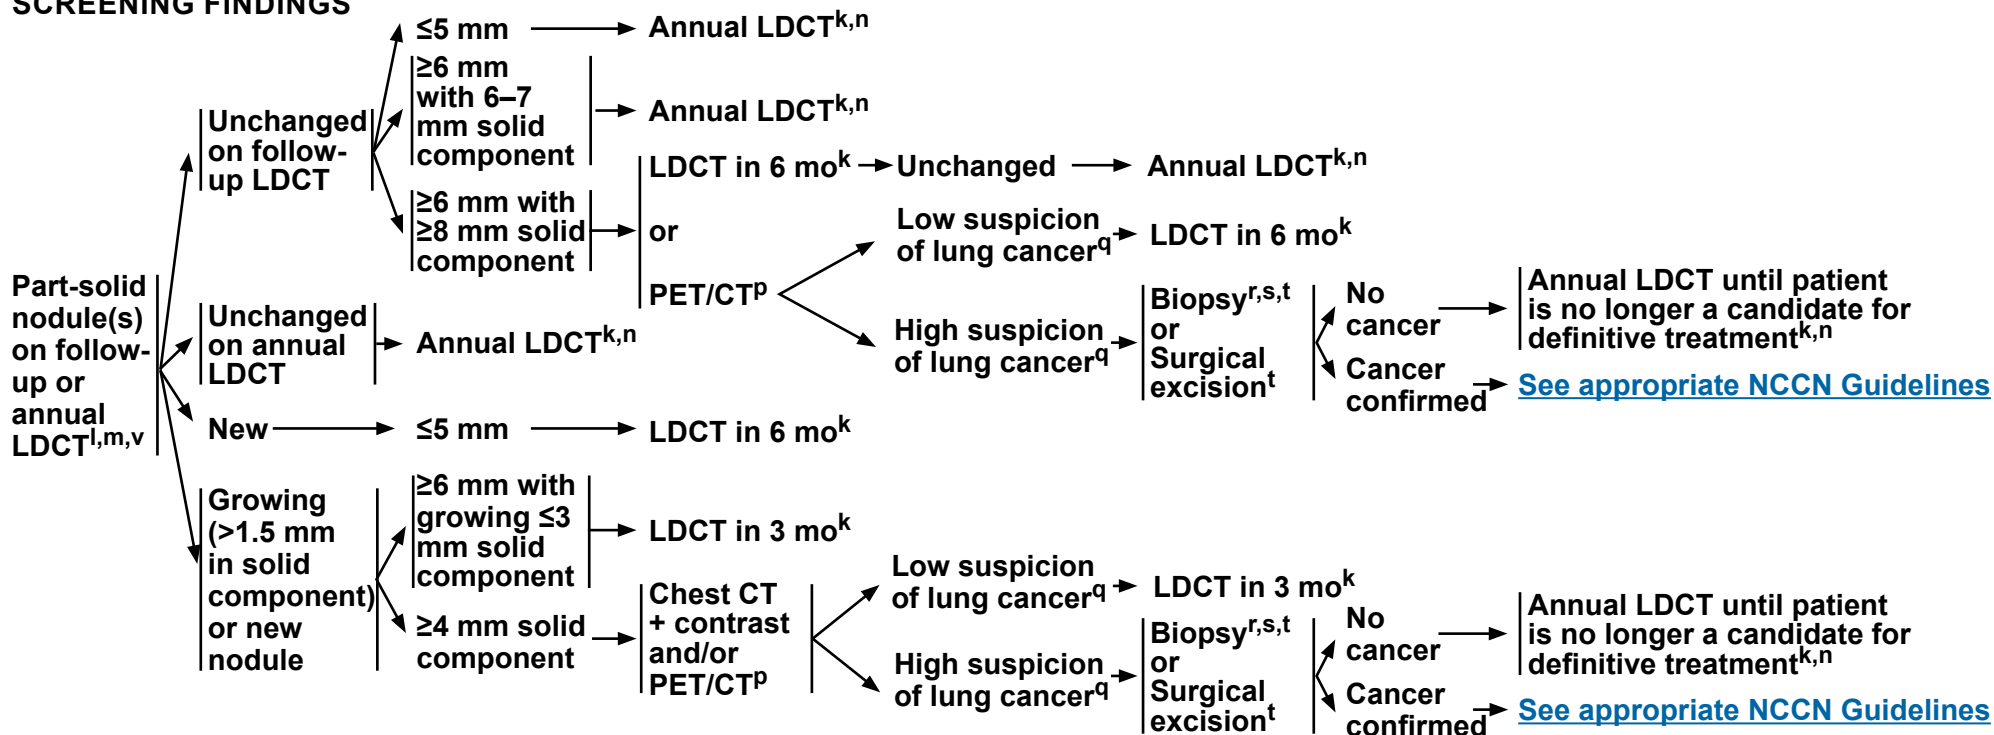 SCREENING FINDINGS
Part-solid
nodule(s)
on follow-
up or
annual
LDCTl,m,v
Unchanged
on follow-
up LDCT
≤5 mm
Annual LDCTk,n
≥6 mm
with 6–7
mm solid
component
Annual LDCTk,n
≥6 mm with
≥8 mm solid
component
LDCT in 6 mok
Unchanged
Annual LDCTk,n
or
PET/CTp
Low suspicion
of lung cancerq
LDCT in 6 mok
High suspicion
of lung cancerq
Biopsyr,s,t
or
Surgical
excisiont
No
cancer
Annual LDCT until patient
is no longer a candidate for
definitive treatmentk,n
Cancer
confirmed
See appropriate NCCN Guidelines
Unchanged
on annual
LDCT
Annual LDCTk,n
New
≤5 mm
LDCT in 6 mok
Growing
(>1.5 mm
in solid
component)
or new
nodule
≥6 mm with
growing ≤3
mm solid
component
LDCT in 3 mok
≥4 mm solid
component
Chest CT
+ contrast
and/or
PET/CTp
Low suspicion
of lung cancerq
LDCT in 3 mok
High suspicion
of lung cancerq
Biopsyr,s,t
or
Surgical
excisiont
No
cancer
Annual LDCT until patient
is no longer a candidate for
definitive treatmentk,n
Cancer
confirmed
See appropriate NCCN Guidelines